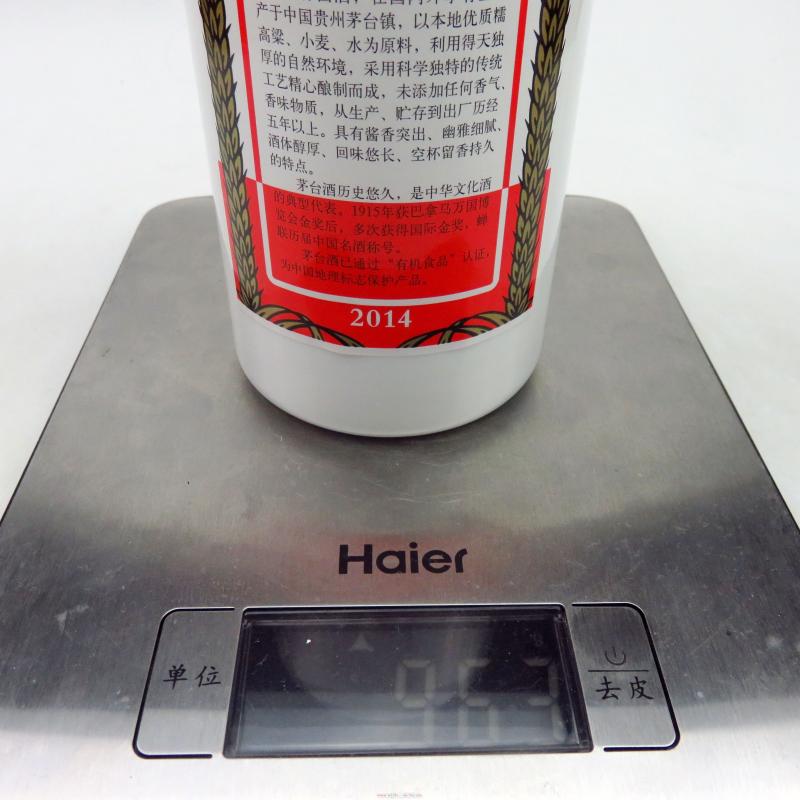 产于中国贵州茅台镇，以本地优质糯
高粱、小麦、水为原料，利用得天独
厚的自然环境，采用科学独特的传统
工艺精心酿制而成，未添加任何香气、
香味物质，从生产、贮存到出厂历经
五年以上。具有酱香突出、幽雅细腻、
酒体醇厚、回味悠长、空杯留香持久
的特点。
茅台酒历史悠久，是中华文化酒
的典型代表。1915年获巴拿马万国博
览会金奖后，多次获得国际金奖，蝉
联历届中国名酒称号。
茅台酒已通过“有机食品”认证，
为中国地理标志保护产品。
2014
Haier
单位
963
去皮